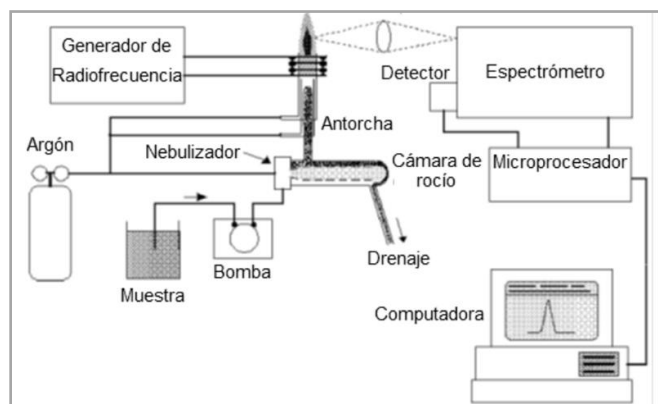 Generador de
Radiofrecuencia
Detector
Espectrómetro
Antorcha
Argón
Nebulizador
Cámara de
rocío
Microprocesador
Muestra
Bomba
Drenaje
Computadora